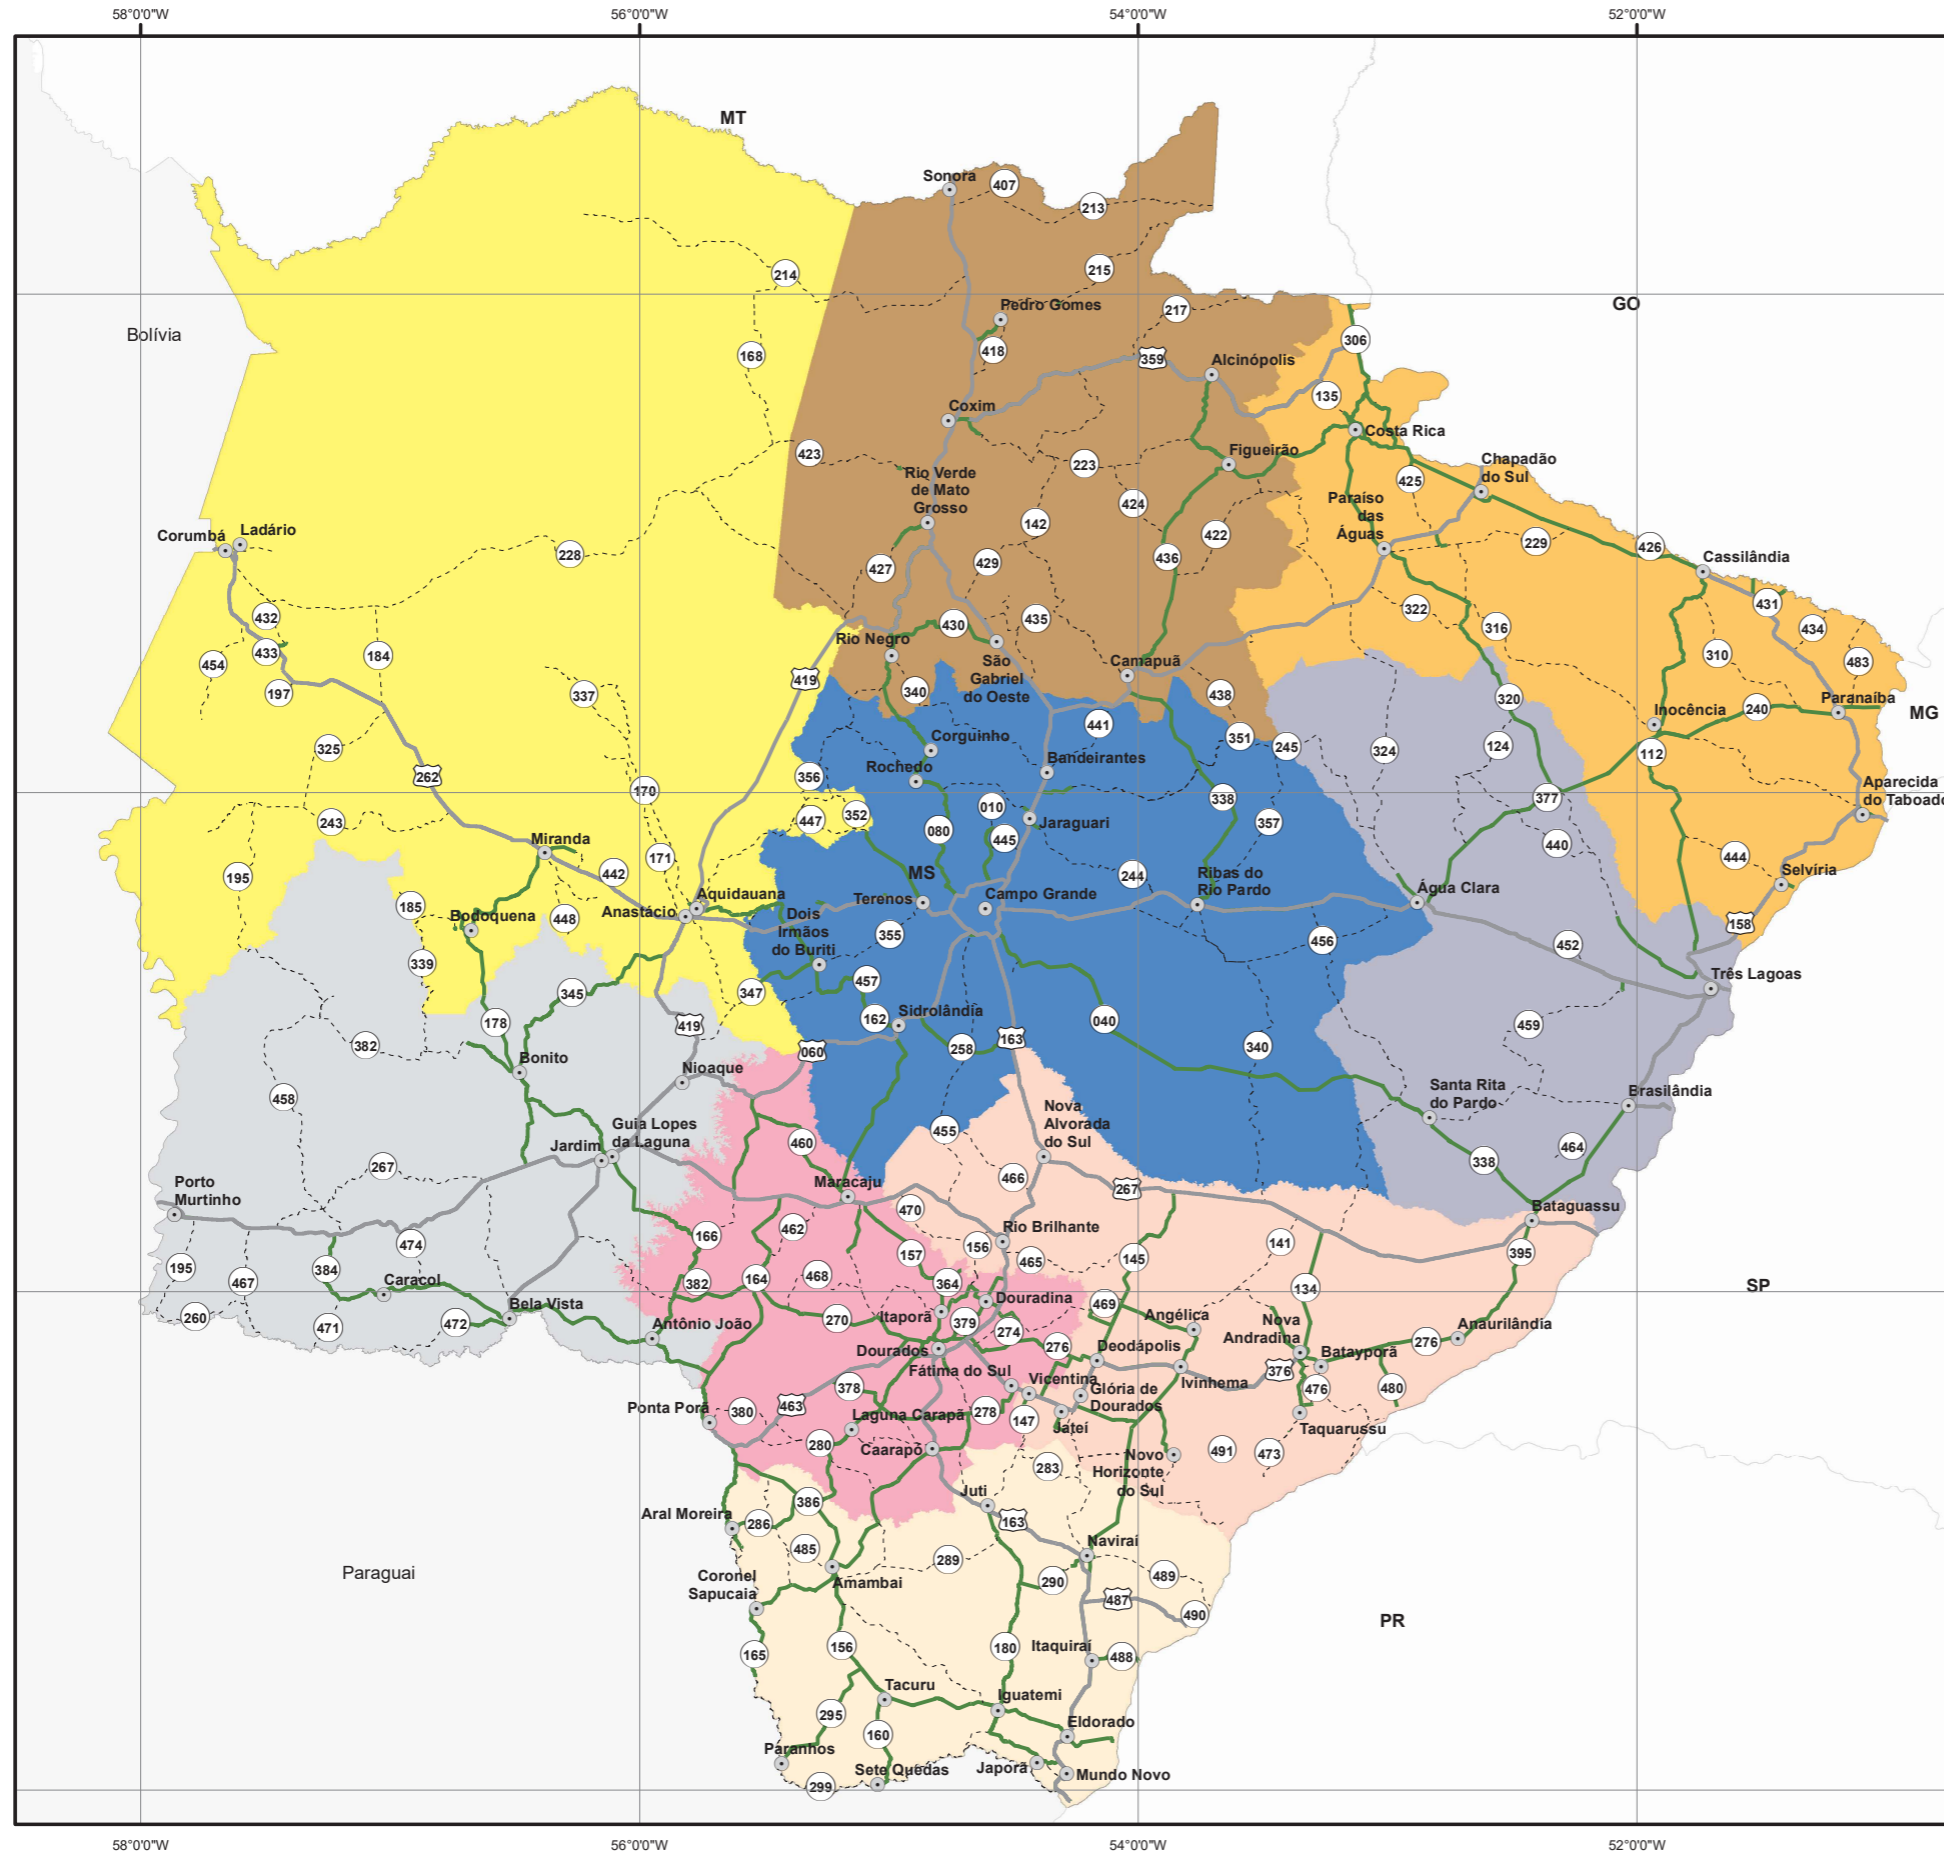 58°0'0"W
56°0'0"W
54°0'0"W
52°0'0"W
MT
Sonora
407
213
214
215
Pedro Gomes
217
GO
Bolívia
418
306
168
359
Alcinópolis
135
Coxim
Costa Rica
423
223
Figueirão
Chapadão
do Sul
Rio Verde
de Mato
Grosso
425
Paraíso
das
Águas
424
142
422
Corumbá
Ladário
228
229
426
436
Cassilândia
427
429
432
322
431
435
430
316
434
433
Rio Negro
184
454
310
483
São
Gabriel
do Oeste
Camapuã
419
197
337
340
438
320
Paranaíba
Inocência
240
MG
441
351
325
Corguinho
245
324
124
112
Bandeirantes
Rochedo
262
356
Aparecida
do Taboado
170
010
338
377
243
447
352
Jaraguari
357
080
445
Miranda
440
171
444
195
442
MS
244
Ribas do
Rio Pardo
Selvíria
Aquidauana
Campo Grande
Água Clara
185
Terenos
Anastácio
Bodoquena
448
Dois
Irmãos
do Buriti
158
355
456
452
339
Três Lagoas
457
345
347
Sidrolândia
178
162
040
419
459
163
382
060
258
340
Bonito
Nioaque
Santa Rita
do Pardo
Brasilândia
458
Nova
Alvorada
do Sul
Guia Lopes
da Laguna
455
460
Jardim
464
267
338
466
Porto
Murtinho
Maracaju
267
470
Bataguassu
462
Rio Brilhante
166
474
156
141
157
395
145
465
195
384
468
467
382
164
364
Caracol
SP
134
Douradina
469
Bela Vista
Angélica
260
471
472
Antônio João
270
Itaporã
379
274
Nova
Andradina
Anaurilândia
276
276
Deodápolis
Dourados
Batayporã
Fátima do Sul
376
Vicentina
Ivinhema
378
476
480
Glória de
Dourados
463
380
Ponta Porã
Laguna Carapã
278
147
Jateí
Taquarussu
280
Caarapó
491
473
Novo
Horizonte
do Sul
283
Juti
386
Aral Moreira
286
163
Naviraí
485
289
Coronel
Sapucaia
Amambai
489
290
Paraguai
487
490
PR
165
156
180
Itaquiraí
488
Tacuru
Iguatemi
295
Eldorado
160
Paranhos
Sete Quedas
Japorã
Mundo Novo
299
58°0'0"W
56°0'0"W
54°0'0"W
52°0'0"W